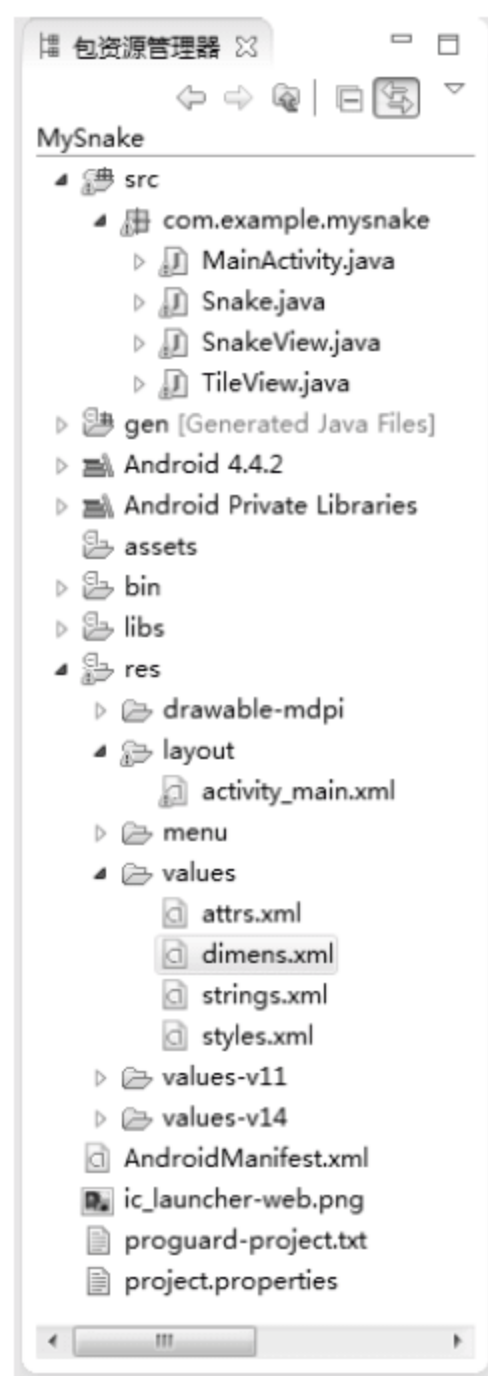 包资源管理器
MySnake
src
com.example.mysnake
MainActivity.java
Snake.java
SnakeView.java
TileView.java
gen [Generated Java Files]
Android 4.4.2
Android Private Libraries
assets
bin
libs
res
drawable-mdpi
layout
activity_main.xml
menu
values
attrs.xml
dimens.xml
strings.xml
styles.xml
values-v11
values-v14
AndroidManifest.xml
ic_launcher-web.png
proguard-project.txt
project.properties